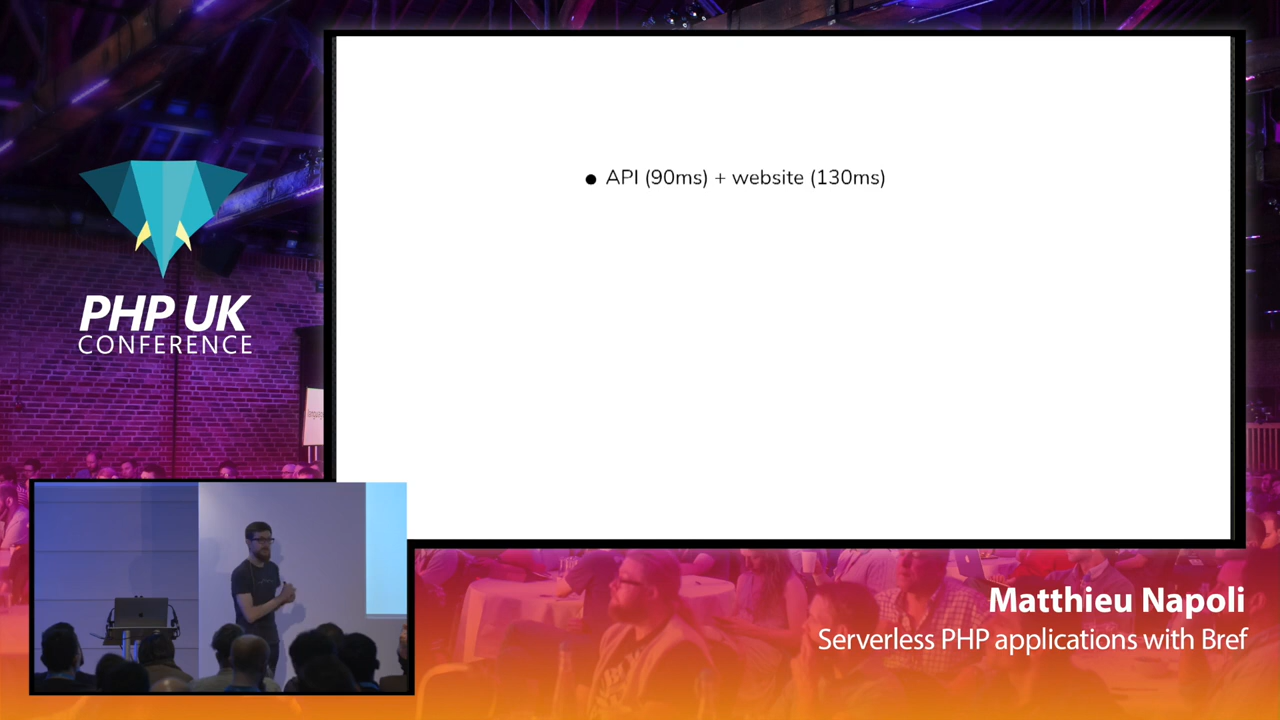 ● API (90ms) + website (130ms)
PHP UK
CONFERENCE
Matthieu Napoli
Serverless PHP applications with Bref